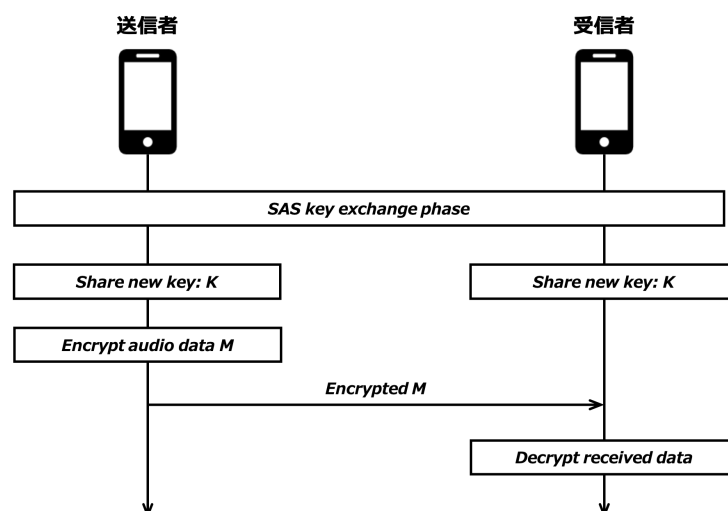 送信者
受信者
SAS key exchange phase
Share new key: K
Share new key: K
Encrypt audio data M
Encrypted M
Decrypt received data